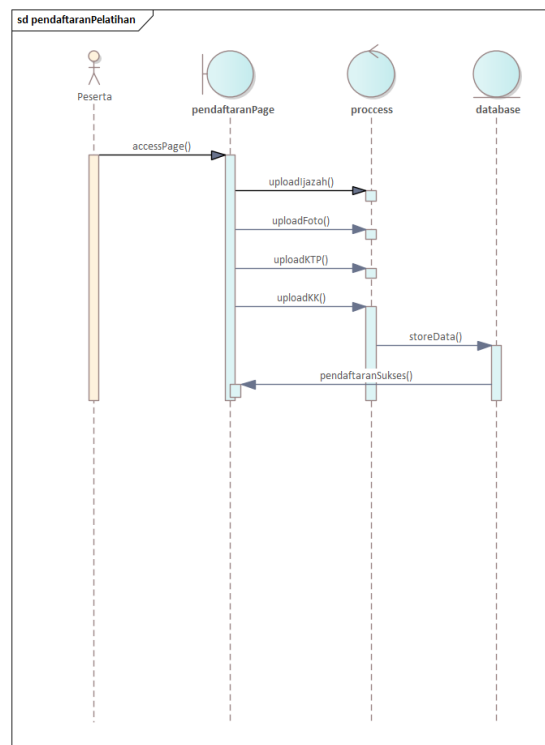 sd pendaftaranPelatihan
Peserta
pendaftaranPage
proccess
database
accessPage()
uploadIjazah()
uploadFoto()
uploadKTP()
uploadKK()
storeData()
pendaftaranSukses()